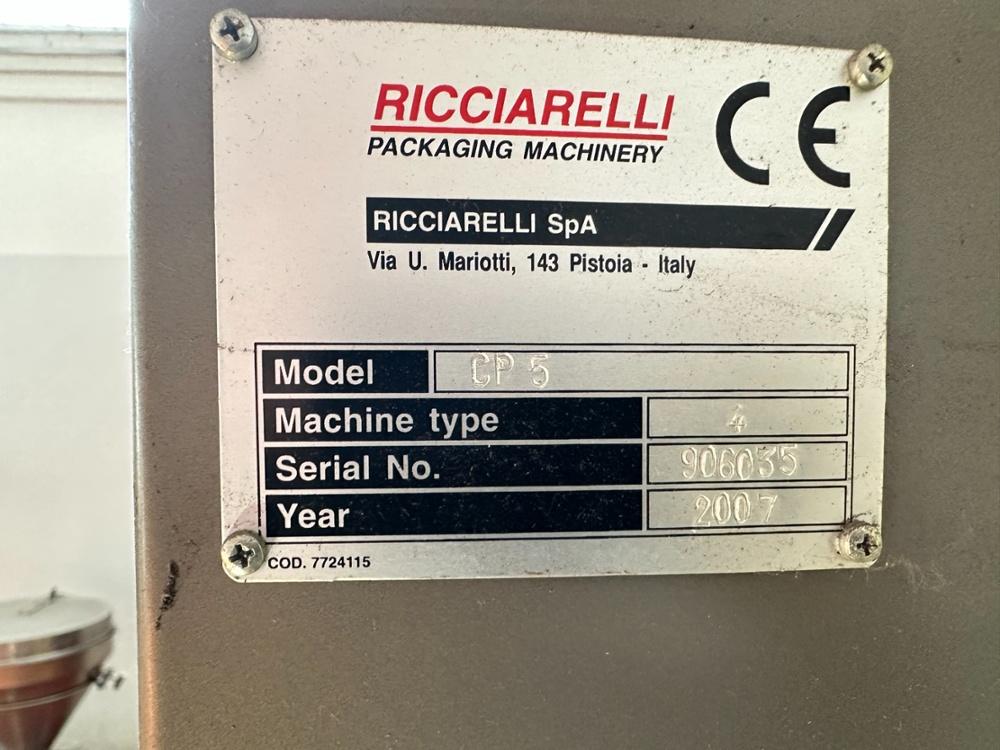 RICCIARELLI
PACKAGING MACHINERY
CE
RICCIARELLI SpA
Via U. Mariotti, 143 Pistoia - Italy
Model CP 5
Machine type 4
Serial No. 906035
Year 2007
COD. 7724115